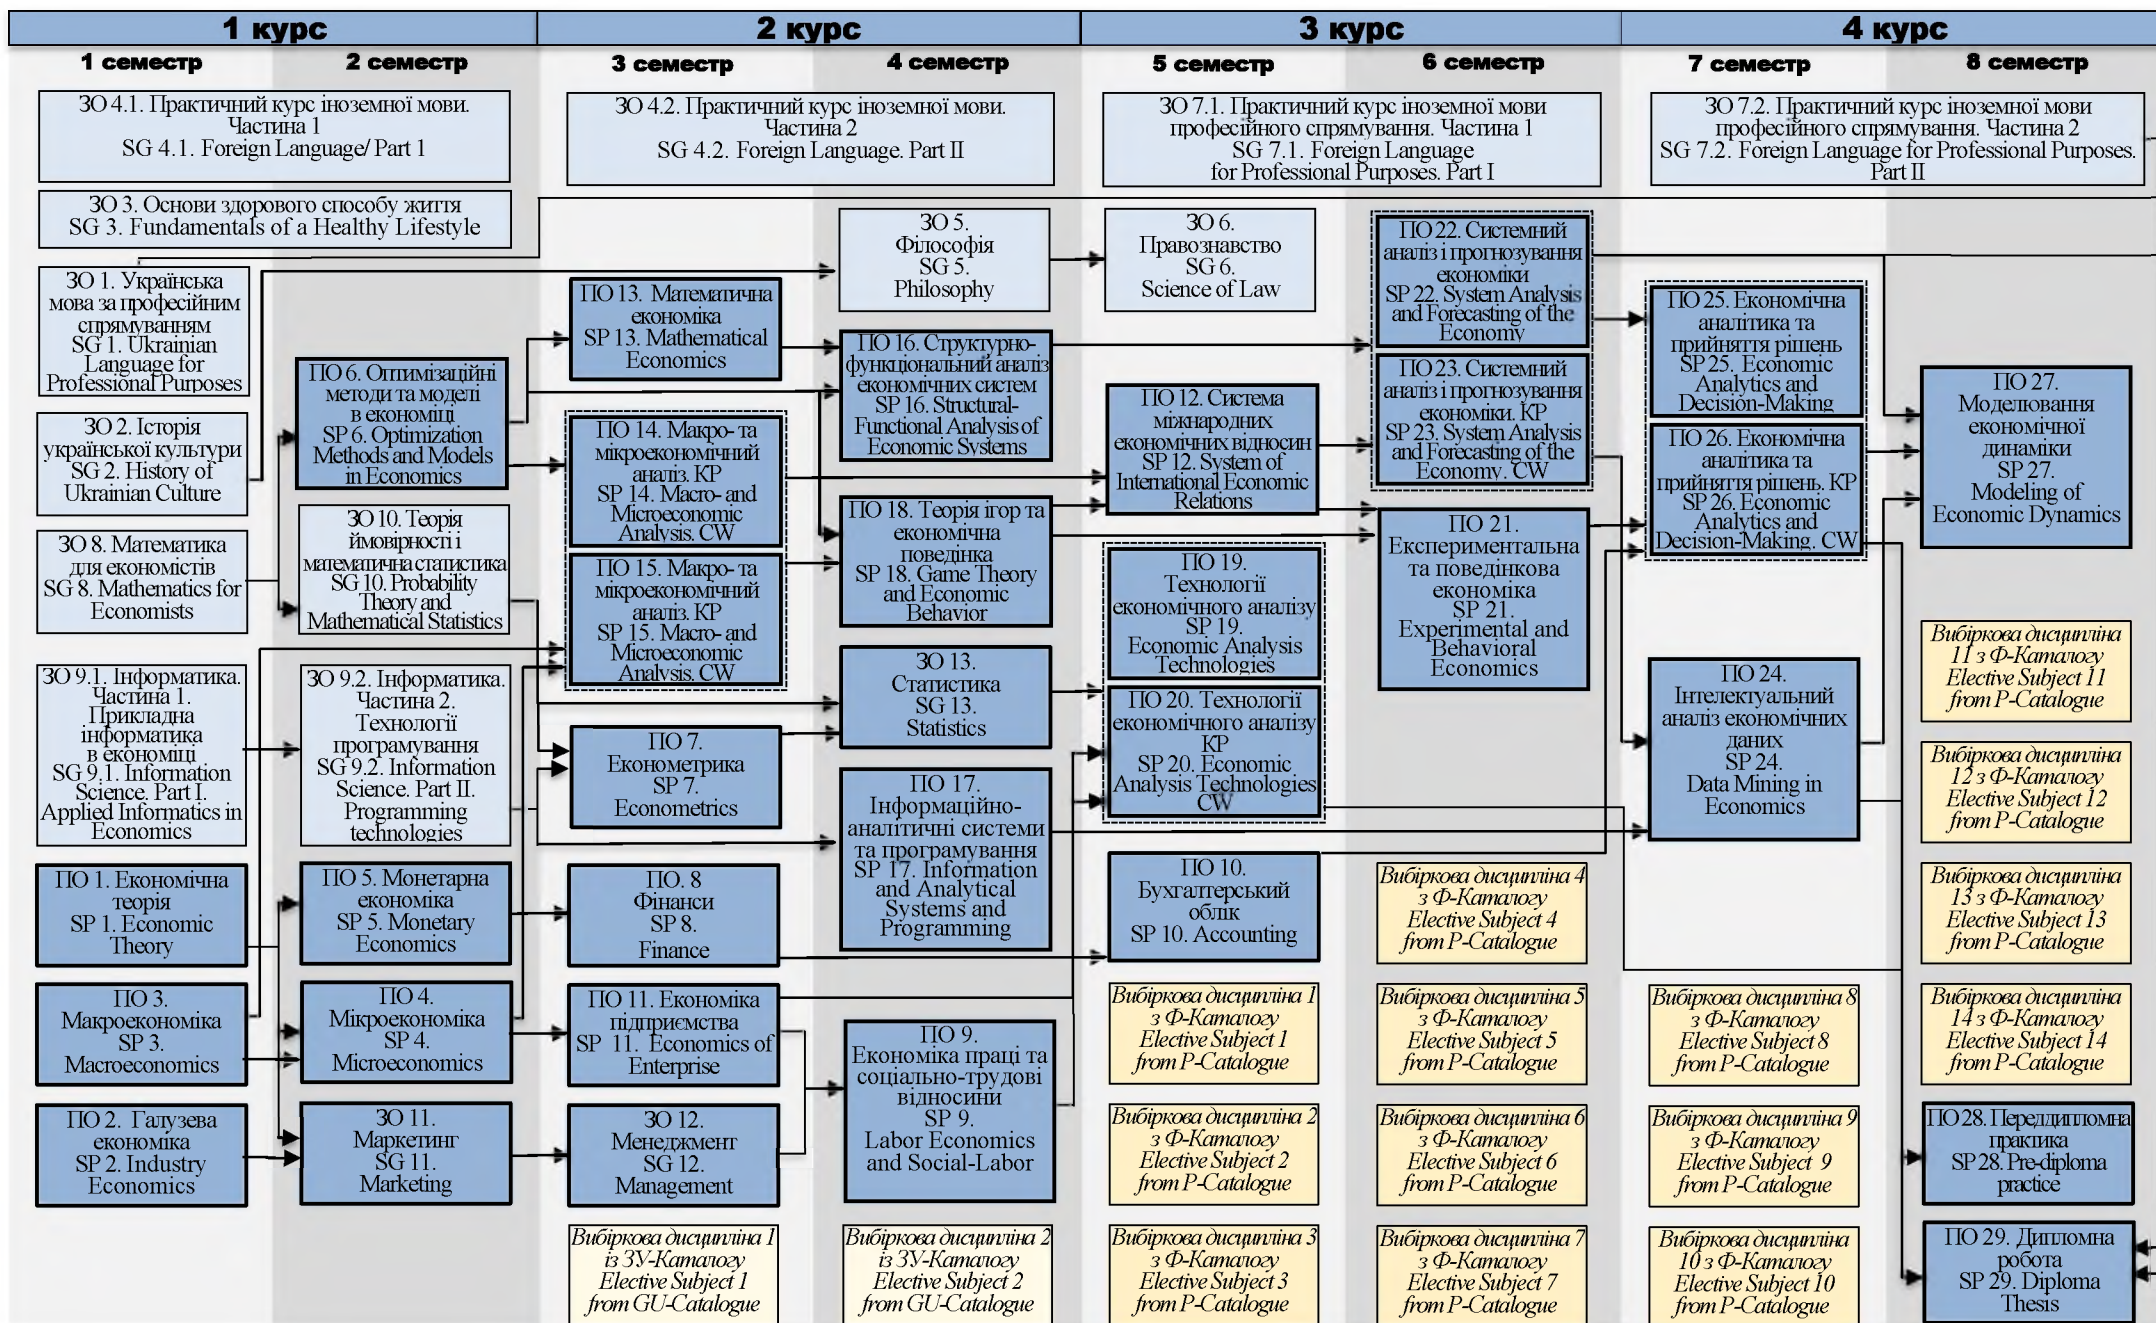 1 курс
2 курс
3 курс
4 курс
1 семестр
2 семестр
3 семестр
4 семестр
5 семестр
6 семестр
7 семестр
8 семестр
ЗО 4.1. Практичний курс іноземної мови.
Частина 1
SG 4.1. Foreign Language/ Part 1
ЗО 4.2. Практичний курс іноземної мови.
Частина 2
SG 4.2. Foreign Language. Part II
ЗО 7.1. Практичний курс іноземної мови
професійного спрямування. Частина 1
SG 7.1. Foreign Language
for Professional Purposes. Part I
ЗО 7.2. Практичний курс іноземної мови
професійного спрямування. Частина 2
SG 7.2. Foreign Language for Professional Purposes.
Part II
ЗО 3. Основи здорового способу життя
SG 3. Fundamentals of a Healthy Lifestyle
ЗО 1. Українська
мова за професійним
спрямуванням
SG 1. Ukrainian
Language for
Professional Purposes
ЗО 2. Історія
української культури
SG 2. History of
Ukrainian Culture
ЗО 8. Математика
для економістів
SG 8. Mathematics for
Economists
ЗО 9.1. Інформатика.
Частина 1.
Прикладна
інформатика
в економіці
SG 9.1. Information
Science. Part I.
Applied Informatics in
Economics
ПО 1. Економічна
теорія
SP 1. Economic
Theory
ПО 3.
Макроекономіка
SP 3.
Macroeconomics
ПО 2. Галузева
економіка
SP 2. Industry
Economics
ПО 6. Оптимізаційні
методи та моделі
в економіці
SP 6. Optimization
Methods and Models
in Economics
ЗО 10. Теорія
ймовірності і
математична статистика
SG 10. Probability
Theory and
Mathematical Statistics
ЗО 9.2. Інформатика.
Частина 2.
Технології
програмування
SG 9.2. Information
Science. Part II.
Programming
technologies
ПО 5. Монетарна
економіка
SP 5. Monetary
Economics
ПО 4.
Мікроекономіка
SP 4.
Microeconomics
ЗО 11.
Маркетинг
SG 11.
Marketing
ПО 13. Математична
економіка
SP 13. Mathematical
Economics
ПО 14. Макро- та
мікроекономічний
аналіз. КР
SP 14. Macro- and
Microeconomic
Analysis. CW
ПО 15. Макро- та
мікроекономічний
аналіз. КР
SP 15. Macro- and
Microeconomic
Analysis. CW
ПО 7.
Економетрика
SP 7.
Econometrics
ПО. 8
Фінанси
SP 8.
Finance
ПО 11. Економіка
підприємства
SP 11. Economics of
Enterprise
ЗО 12.
Менеджмент
SG 12.
Management
Вибіркова дисципліна 1
із ЗУ-Каталогу
Elective Subject 1
from GU-Catalogue
ЗО 5.
Філософія
SG 5.
Philosophy
ПО 16. Структурно-
функціональний аналіз
економічних систем
SP 16. Structural-
Functional Analysis of
Economic Systems
ПО 18. Теорія ігор та
економічна
поведінка
SP 18. Game Theory
and Economic
Behavior
ЗО 13.
Статистика
SG 13.
Statistics
ПО 17.
Інформаційно-
аналітичні системи
та програмування
SP 17. Information
and Analytical
Systems and
Programming
ПО 9.
Економіка праці та
соціально-трудові
відносини
SP 9.
Labor Economics
and Social-Labor
Вибіркова дисципліна 2
із ЗУ-Каталогу
Elective Subject 2
from GU-Catalogue
ЗО 6.
Правознавство
SG 6.
Science of Law
ПО 12. Система
міжнародних
економічних відносин
SP 12. System of
International Economic
Relations
ПО 19.
Технології
економічного аналізу
SP 19.
Economic Analysis
Technologies
ПО 20. Технології
економічного аналізу
КР
SP 20. Economic
Analysis Technologies
CW
ПО 10.
Бухгалтерський
облік
SP 10. Accounting
Вибіркова дисципліна 1
з Ф-Каталогу
Elective Subject 1
from P-Catalogue
Вибіркова дисципліна 2
з Ф-Каталогу
Elective Subject 2
from P-Catalogue
Вибіркова дисципліна 3
з Ф-Каталогу
Elective Subject 3
from P-Catalogue
ПО 22. Системний
аналіз і прогнозування
економіки
SP 22. System Analysis
and Forecasting of the
Economy
ПО 23. Системний
аналіз і прогнозування
економіки. КР
SP 23. System Analysis
and Forecasting of the
Economy. CW
ПО 21.
Експериментальна
та поведінкова
економіка
SP 21.
Experimental and
Behavioral
Economics
Вибіркова дисципліна 4
з Ф-Каталогу
Elective Subject 4
from P-Catalogue
Вибіркова дисципліна 5
з Ф-Каталогу
Elective Subject 5
from P-Catalogue
Вибіркова дисципліна 6
з Ф-Каталогу
Elective Subject 6
from P-Catalogue
Вибіркова дисципліна 7
з Ф-Каталогу
Elective Subject 7
from P-Catalogue
ПО 25. Економічна
аналітика та
прийняття рішень
SP 25. Economic
Analytics and
Decision-Making
ПО 26. Економічна
аналітика та
прийняття рішень. КР
SP 26. Economic
Analytics and
Decision-Making. CW
ПО 24.
Інтелектуальний
аналіз економічних
даних
SP 24.
Data Mining in
Economics
Вибіркова дисципліна 8
з Ф-Каталогу
Elective Subject 8
from P-Catalogue
Вибіркова дисципліна 9
з Ф-Каталогу
Elective Subject 9
from P-Catalogue
Вибіркова дисципліна
10 з Ф-Каталогу
Elective Subject 10
from P-Catalogue
ПО 27.
Моделювання
економічної
динаміки
SP 27.
Modeling of
Economic Dynamics
Вибіркова дисципліна
11 з Ф-Каталогу
Elective Subject 11
from P-Catalogue
Вибіркова дисципліна
12 з Ф-Каталогу
Elective Subject 12
from P-Catalogue
Вибіркова дисципліна
13 з Ф-Каталогу
Elective Subject 13
from P-Catalogue
Вибіркова дисципліна
14 з Ф-Каталогу
Elective Subject 14
from P-Catalogue
ПО 28. Переддипломна
практика
SP 28. Pre-diploma
practice
ПО 29. Дипломна
робота
SP 29. Diploma
Thesis